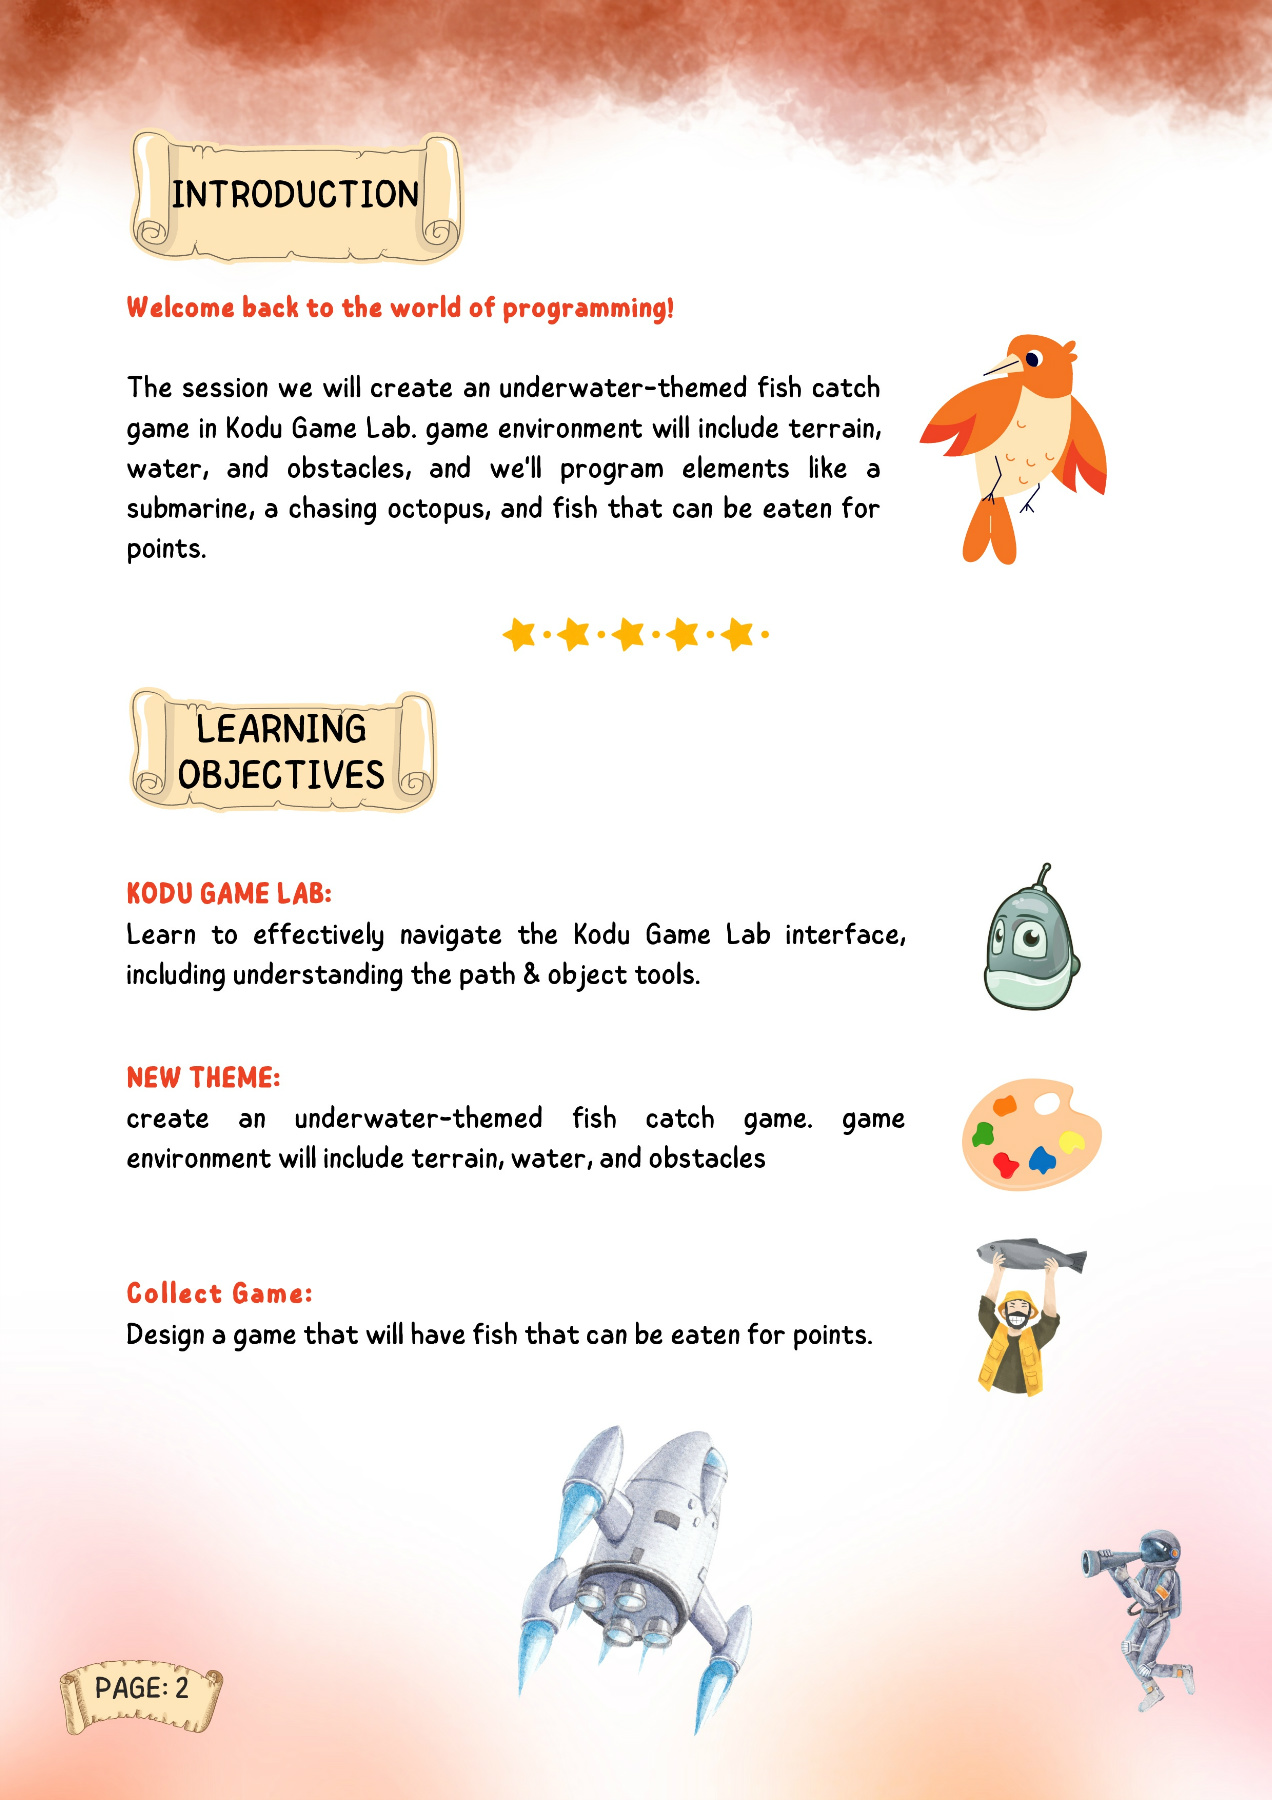 INTRODUCTION
Welcome back to the world of programming!
The session we will create an underwater-themed fish catch
game in Kodu Game Lab. game environment will include terrain,
water, and obstacles, and we'll program elements like a
submarine, a chasing octopus, and fish that can be eaten for
points.
LEARNING
OBJECTIVES
KODU GAME LAB:
Learn to effectively navigate the Kodu Game Lab interface,
including understanding the path & object tools.
NEW THEME:
create an underwater-themed fish catch game. game
environment will include terrain, water, and obstacles
Collect Game:
Design a game that will have fish that can be eaten for points.
PAGE: 2